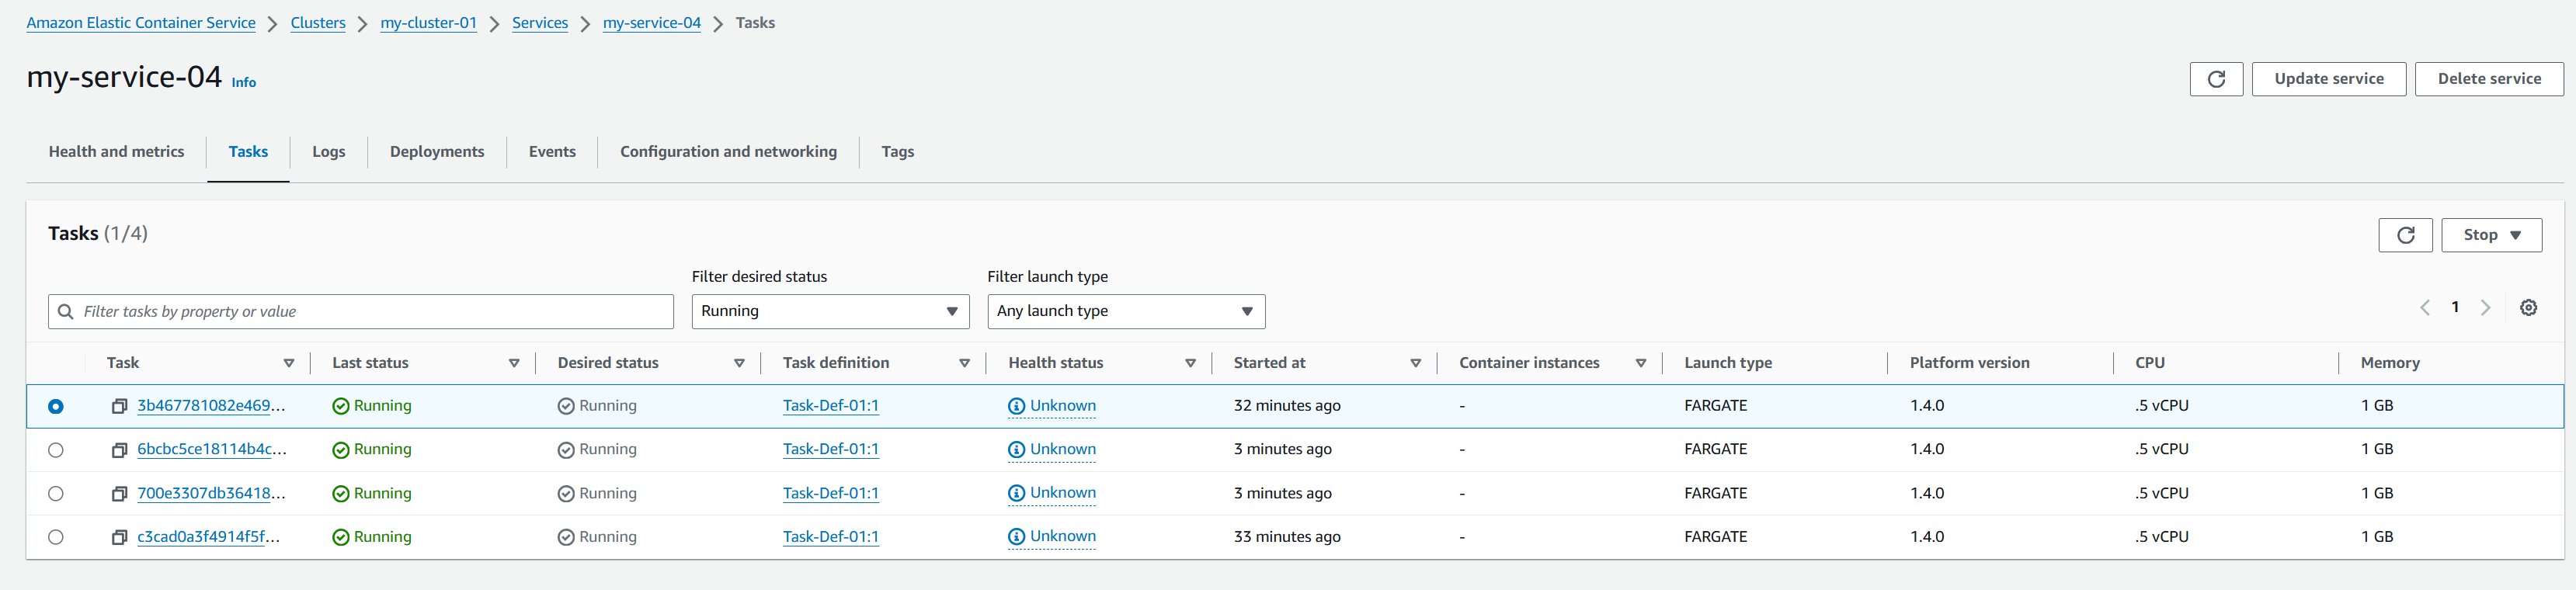 Amazon Elastic Container Service > Clusters > my-cluster-01 > Services > my-service-04 > Tasks
my-service-04 Info
Update service Delete service
Health and metrics Tasks Logs Deployments Events Configuration and networking Tags
Tasks (1/4)
Stop
Filter desired status Filter launch type
Filter tasks by property or value Running Any launch type
1
Task Last status Desired status Task definition Health status Started at Container instances Launch type Platform version CPU Memory
3b467781082e469... Running Running Task-Def-01:1 Unknown 32 minutes ago - FARGATE 1.4.0 .5 vCPU 1 GB
6bcbc5ce18114b4c... Running Running Task-Def-01:1 Unknown 3 minutes ago - FARGATE 1.4.0 .5 vCPU 1 GB
700e3307db36418... Running Running Task-Def-01:1 Unknown 3 minutes ago - FARGATE 1.4.0 .5 vCPU 1 GB
c3cad0a3f4914f5f... Running Running Task-Def-01:1 Unknown 33 minutes ago - FARGATE 1.4.0 .5 vCPU 1 GB